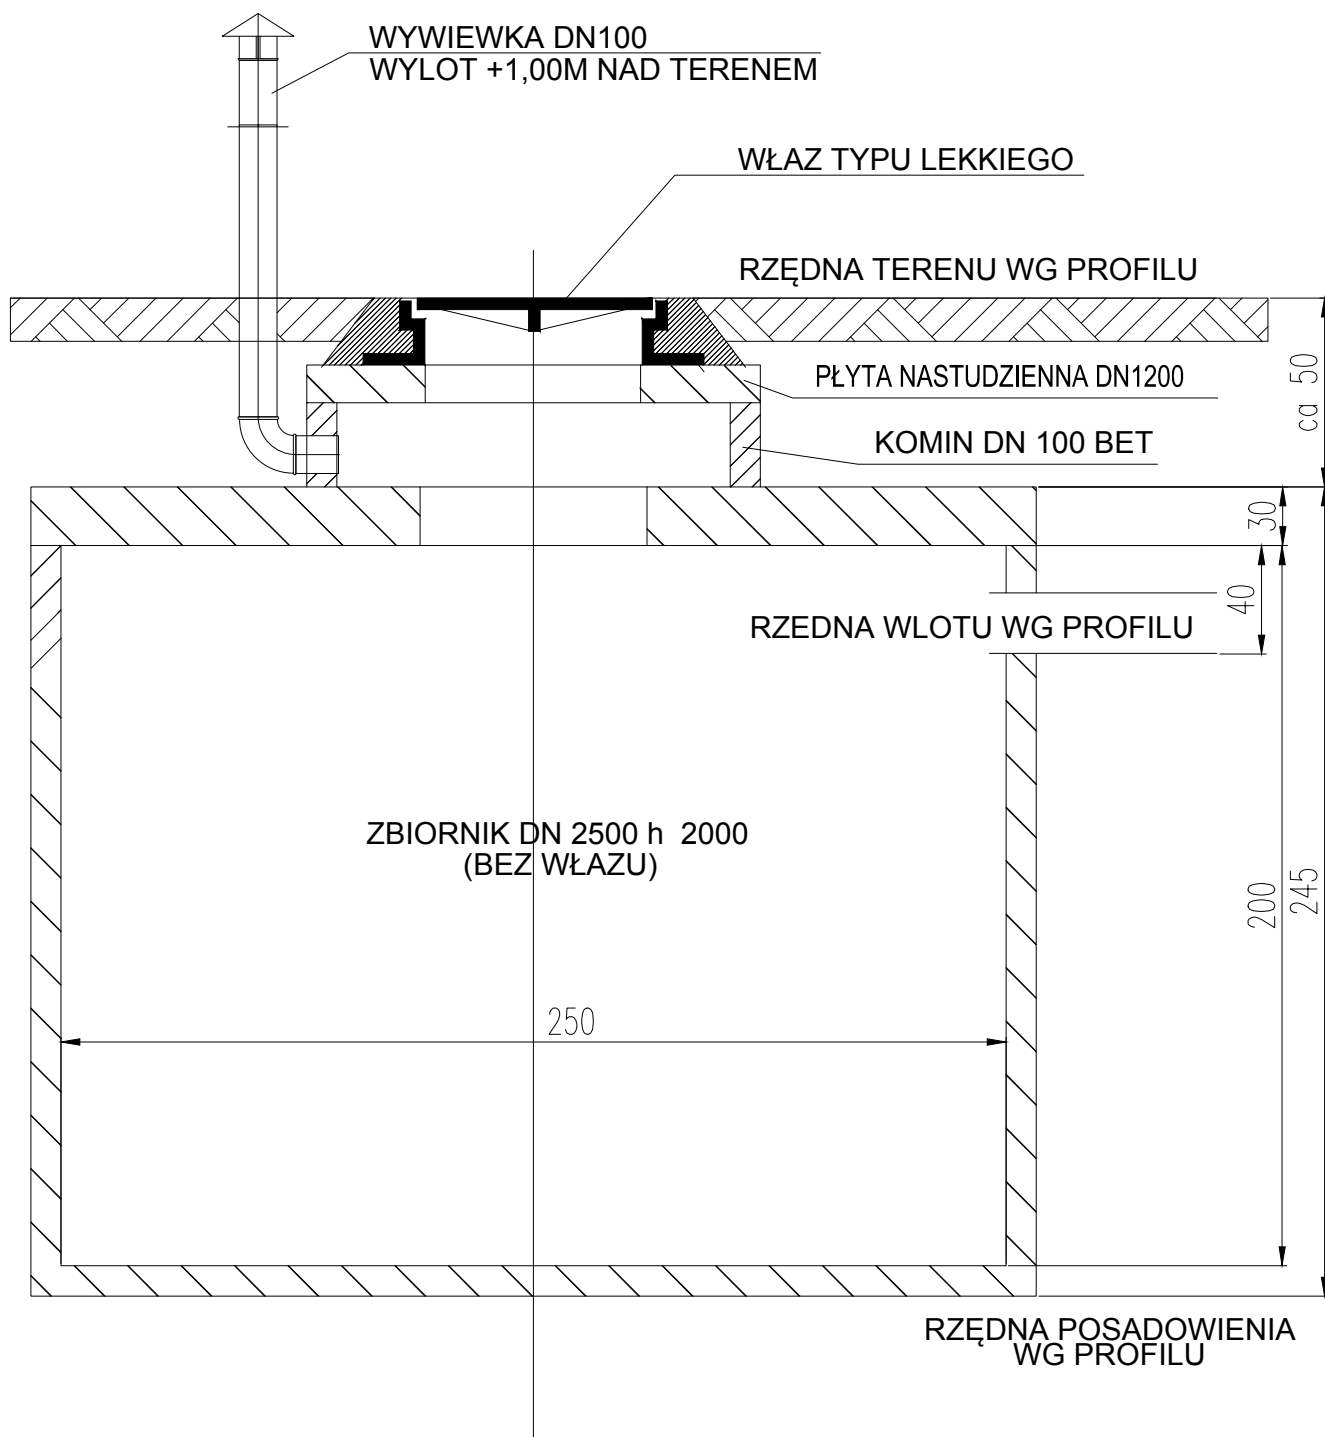 WYWIEWKA DN100
WYLOT +1,00M NAD TERENEM
WŁAZ TYPU LEKKIEGO
RZĘDNA TERENU WG PROFILU
PŁYTA NASTUDZIENNA DN1200
ca 50
KOMIN DN 100 BET
30
40
RZEDNA WLOTU WG PROFILU
ZBIORNIK DN 2500 h 2000
(BEZ WŁAZU)
200
245
250
RZĘDNA POSADOWIENIA
WG PROFILU